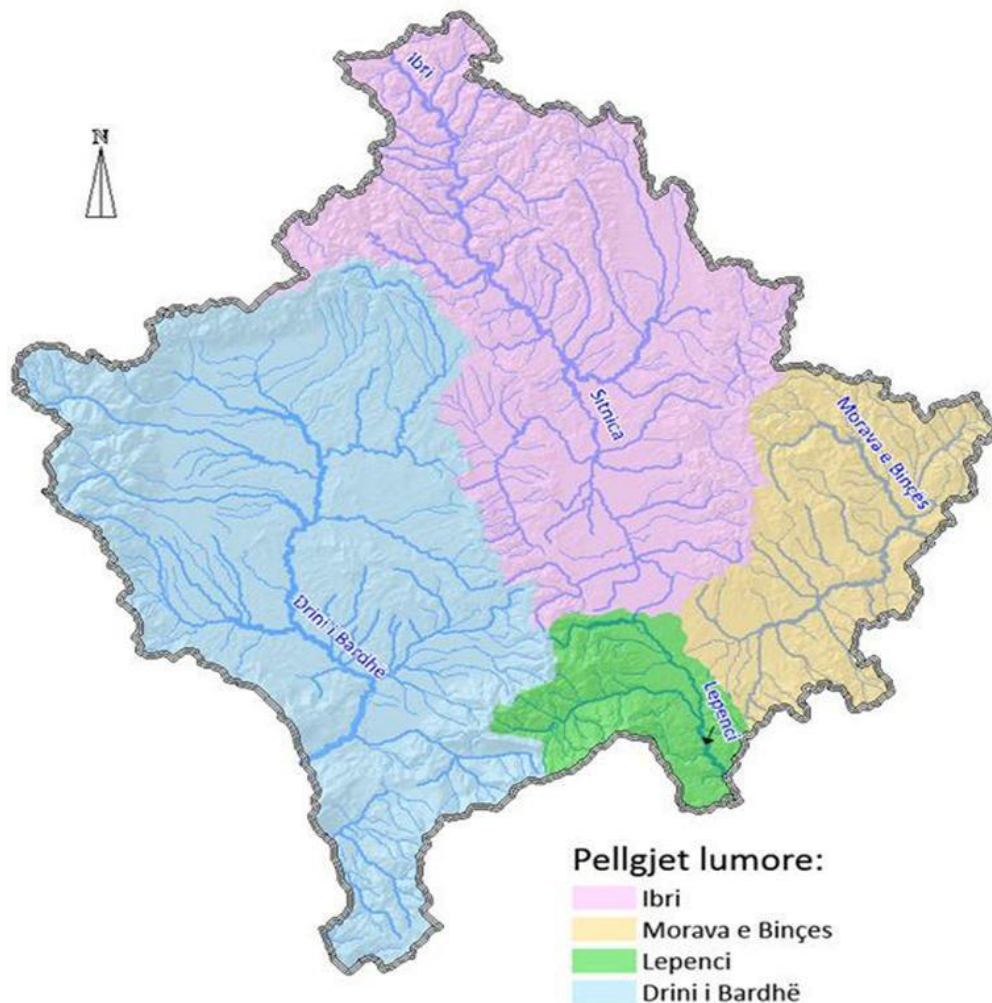 Ibri
N
Sitnica
Morava e Binçes
Drini i Bardhe
Lepenci
Pellgjet lumore:
Ibri
Morava e Binçes
Lepenci
Drini i Bardhë